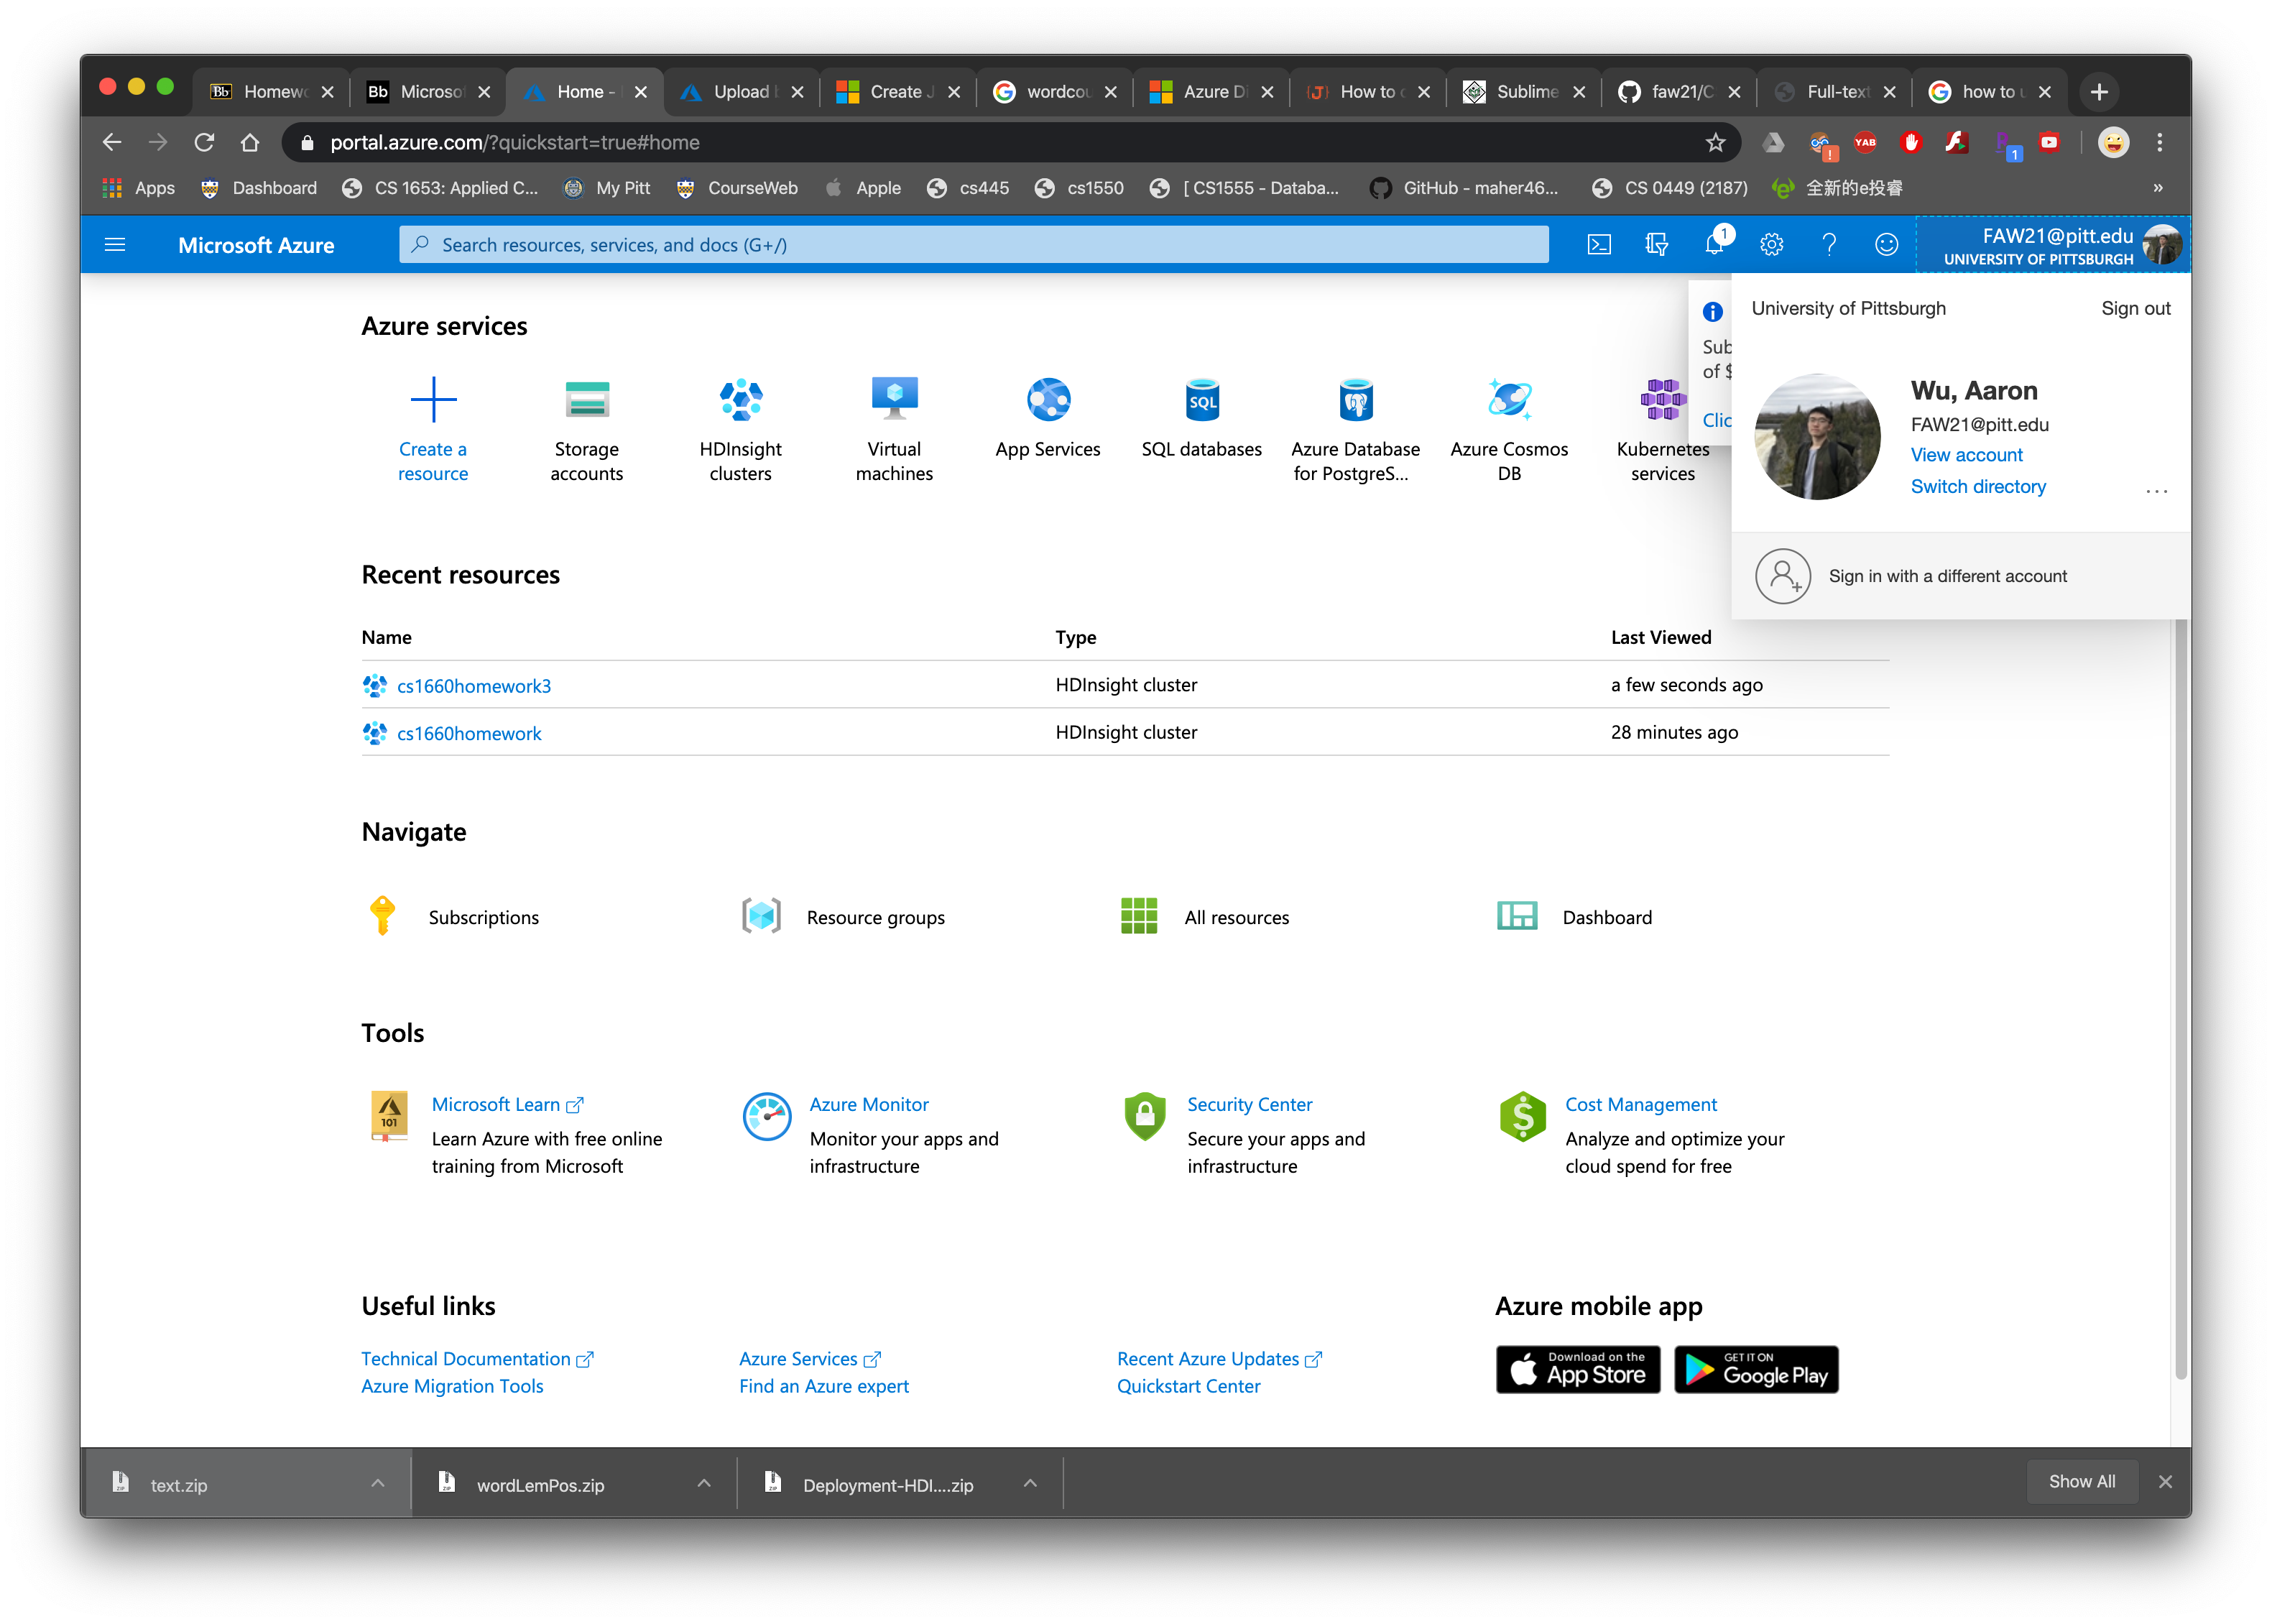 Homewo
Microsof
Home -
Upload
Create J
wordcou
Azure Di
How to
Sublime
faw21/C
Full-text
how to u
portal.azure.com/?quickstart=true#home
YAB
1
Apps
Dashboard
CS 1653: Applied C...
My Pitt
CourseWeb
Apple
cs445
cs1550
[ CS1555 - Databa...
GitHub - maher46...
CS 0449 (2187)
全新的e投睿
»
Microsoft Azure
Search resources, services, and docs (G+/)
1
FAW21@pitt.edu
UNIVERSITY OF PITTSBURGH
University of Pittsburgh
Sign out
Sub
of $
Clic
Wu, Aaron
FAW21@pitt.edu
View account
Switch directory
...
Sign in with a different account
Azure services
Create a
resource
Storage
accounts
HDInsight
clusters
Virtual
machines
App Services
SQL
SQL databases
Azure Database
for PostgreS...
Azure Cosmos
DB
Kubernetes
services
Recent resources
Name Type Last Viewed
cs1660homework3 HDInsight cluster a few seconds ago
cs1660homework HDInsight cluster 28 minutes ago
Navigate
Subscriptions
Resource groups
All resources
Dashboard
Tools
101
Microsoft Learn
Learn Azure with free online
training from Microsoft
Azure Monitor
Monitor your apps and
infrastructure
Security Center
Secure your apps and
infrastructure
Cost Management
Analyze and optimize your
cloud spend for free
Useful links
Technical Documentation
Azure Migration Tools
Azure Services
Find an Azure expert
Recent Azure Updates
Quickstart Center
Azure mobile app
Download on the
App Store
GET IT ON
Google Play
text.zip
wordLemPos.zip
Deployment-HDI....zip
Show All